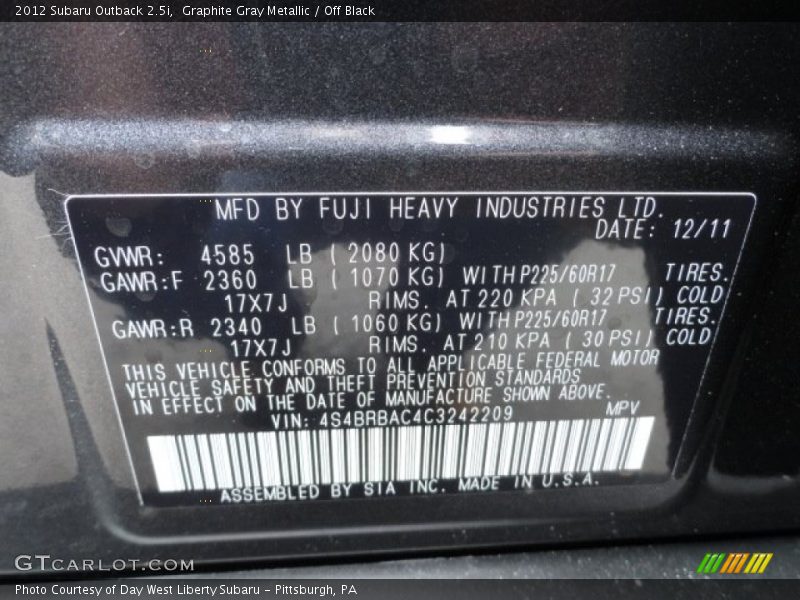 2012 Subaru Outback 2.5i, Graphite Gray Metallic / Off Black
MFD BY FUJI HEAVY INDUSTRIES LTD.
DATE: 12/11
GVWR: 4585 LB ( 2080 KG)
GAWR:F 2360 LB ( 1070 KG) WITH P225/60R17 TIRES.
17X7J RIMS. AT 220 KPA ( 32 PSI) COLD
GAWR:R 2340 LB ( 1060 KG) WITH P225/60R17 TIRES.
17X7J RIMS. AT 210 KPA ( 30 PSI) COLD
THIS VEHICLE CONFORMS TO ALL APPLICABLE FEDERAL MOTOR
VEHICLE SAFETY AND THEFT PREVENTION STANDARDS
IN EFFECT ON THE DATE OF MANUFACTURE SHOWN ABOVE.
VIN: 4S4BRBAC4C3242209 MPV
ASSEMBLED BY SIA INC. MADE IN U.S.A.
GTCARLOT.COM
Photo Courtesy of Day West Liberty Subaru - Pittsburgh, PA